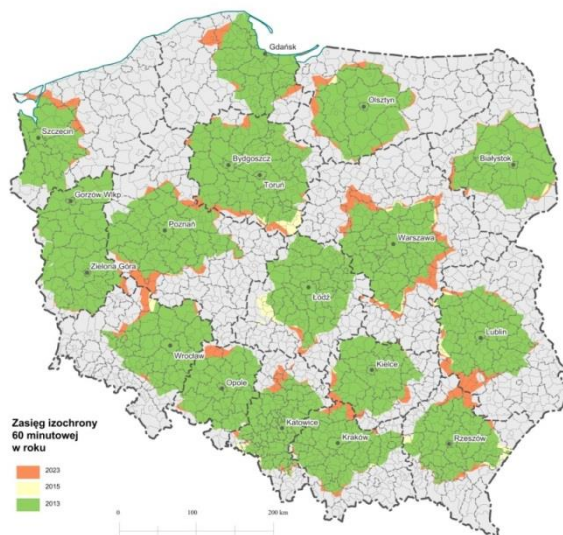 Gdańsk
Olsztyn
Szczecin
Bydgoszcz
Białystok
Toruń
Gorzów Wlkp
Poznań
Warszawa
Zielona Góra
Łódź
Lublin
Wrocław
Kielce
Opole
Katowice
Kraków
Rzeszów
Zasięg izochrony
60 minutowej
w roku
2023
2015
2013
0 100 200 km